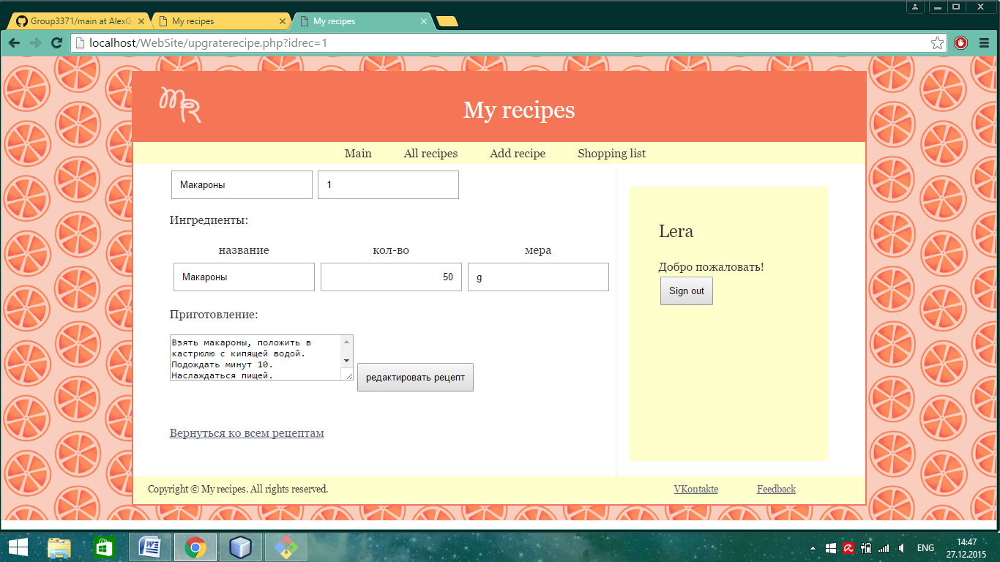 Group3371/main at AlexG
My recipes
My recipes
localhost/WebSite/upgraterecipe.php?idrec=1
MR
My recipes
Main All recipes Add recipe Shopping list
Макароны 1
Ингредиенты:
название кол-во мера
Макароны 50 g
Приготовление:
Взять макароны, положить в
кастрюлю с кипящей водой.
Подождать минут 10.
Наслаждаться пищей.
редактировать рецепт
Вернуться ко всем рецептам
Lera
Добро пожаловать!
Sign out
Copyright © My recipes. All rights reserved.
VKontakte Feedback
ENG
14:47
27.12.2015